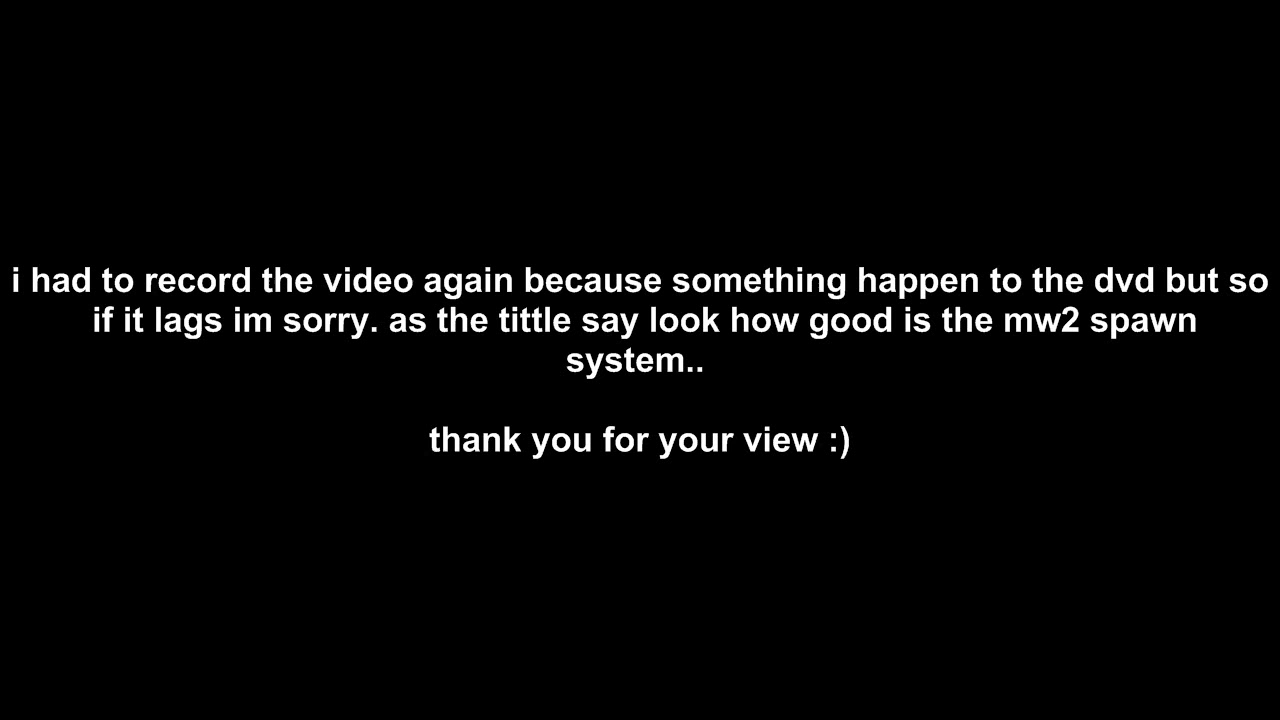 i had to record the video again because something happen to the dvd but so
if it lags im sorry. as the tittle say look how good is the mw2 spawn
system..
thank you for your view :)